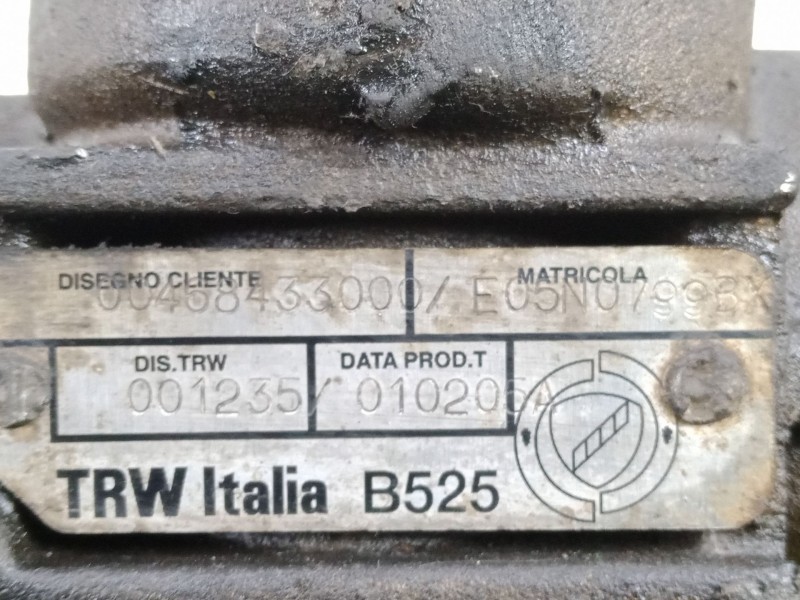 DISEGNO CLIENTE MATRICOLA
00468433000/ E05N0799BX
DIS.TRW DATA PROD.T
001235/ 010206A
TRW Italia B525